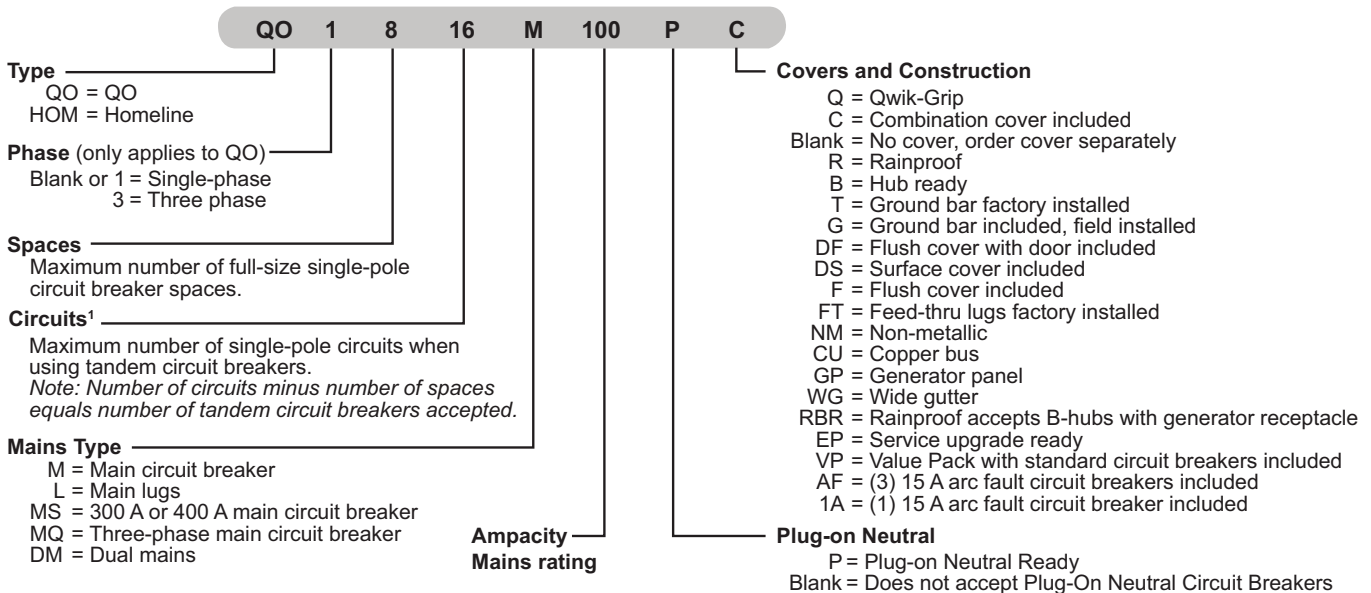 QO 1 8 16 M 100 P C
Type
QO = QO
HOM = Homeline
Phase (only applies to QO)
Blank or 1 = Single-phase
3 = Three phase
Spaces
Maximum number of full-size single-pole
circuit breaker spaces.
Circuits¹
Maximum number of single-pole circuits when
using tandem circuit breakers.
Note: Number of circuits minus number of spaces
equals number of tandem circuit breakers accepted.
Mains Type
M = Main circuit breaker
L = Main lugs
MS = 300 A or 400 A main circuit breaker
MQ = Three-phase main circuit breaker
DM = Dual mains
Ampacity
Mains rating
Covers and Construction
Q = Qwik-Grip
C = Combination cover included
Blank = No cover, order cover separately
R = Rainproof
B = Hub ready
T = Ground bar factory installed
G = Ground bar included, field installed
DF = Flush cover with door included
DS = Surface cover included
F = Flush cover included
FT = Feed-thru lugs factory installed
NM = Non-metallic
CU = Copper bus
GP = Generator panel
WG = Wide gutter
RBR = Rainproof accepts B-hubs with generator receptacle
EP = Service upgrade ready
VP = Value Pack with standard circuit breakers included
AF = (3) 15 A arc fault circuit breakers included
1A = (1) 15 A arc fault circuit breaker included
Plug-on Neutral
P = Plug-on Neutral Ready
Blank = Does not accept Plug-On Neutral Circuit Breakers